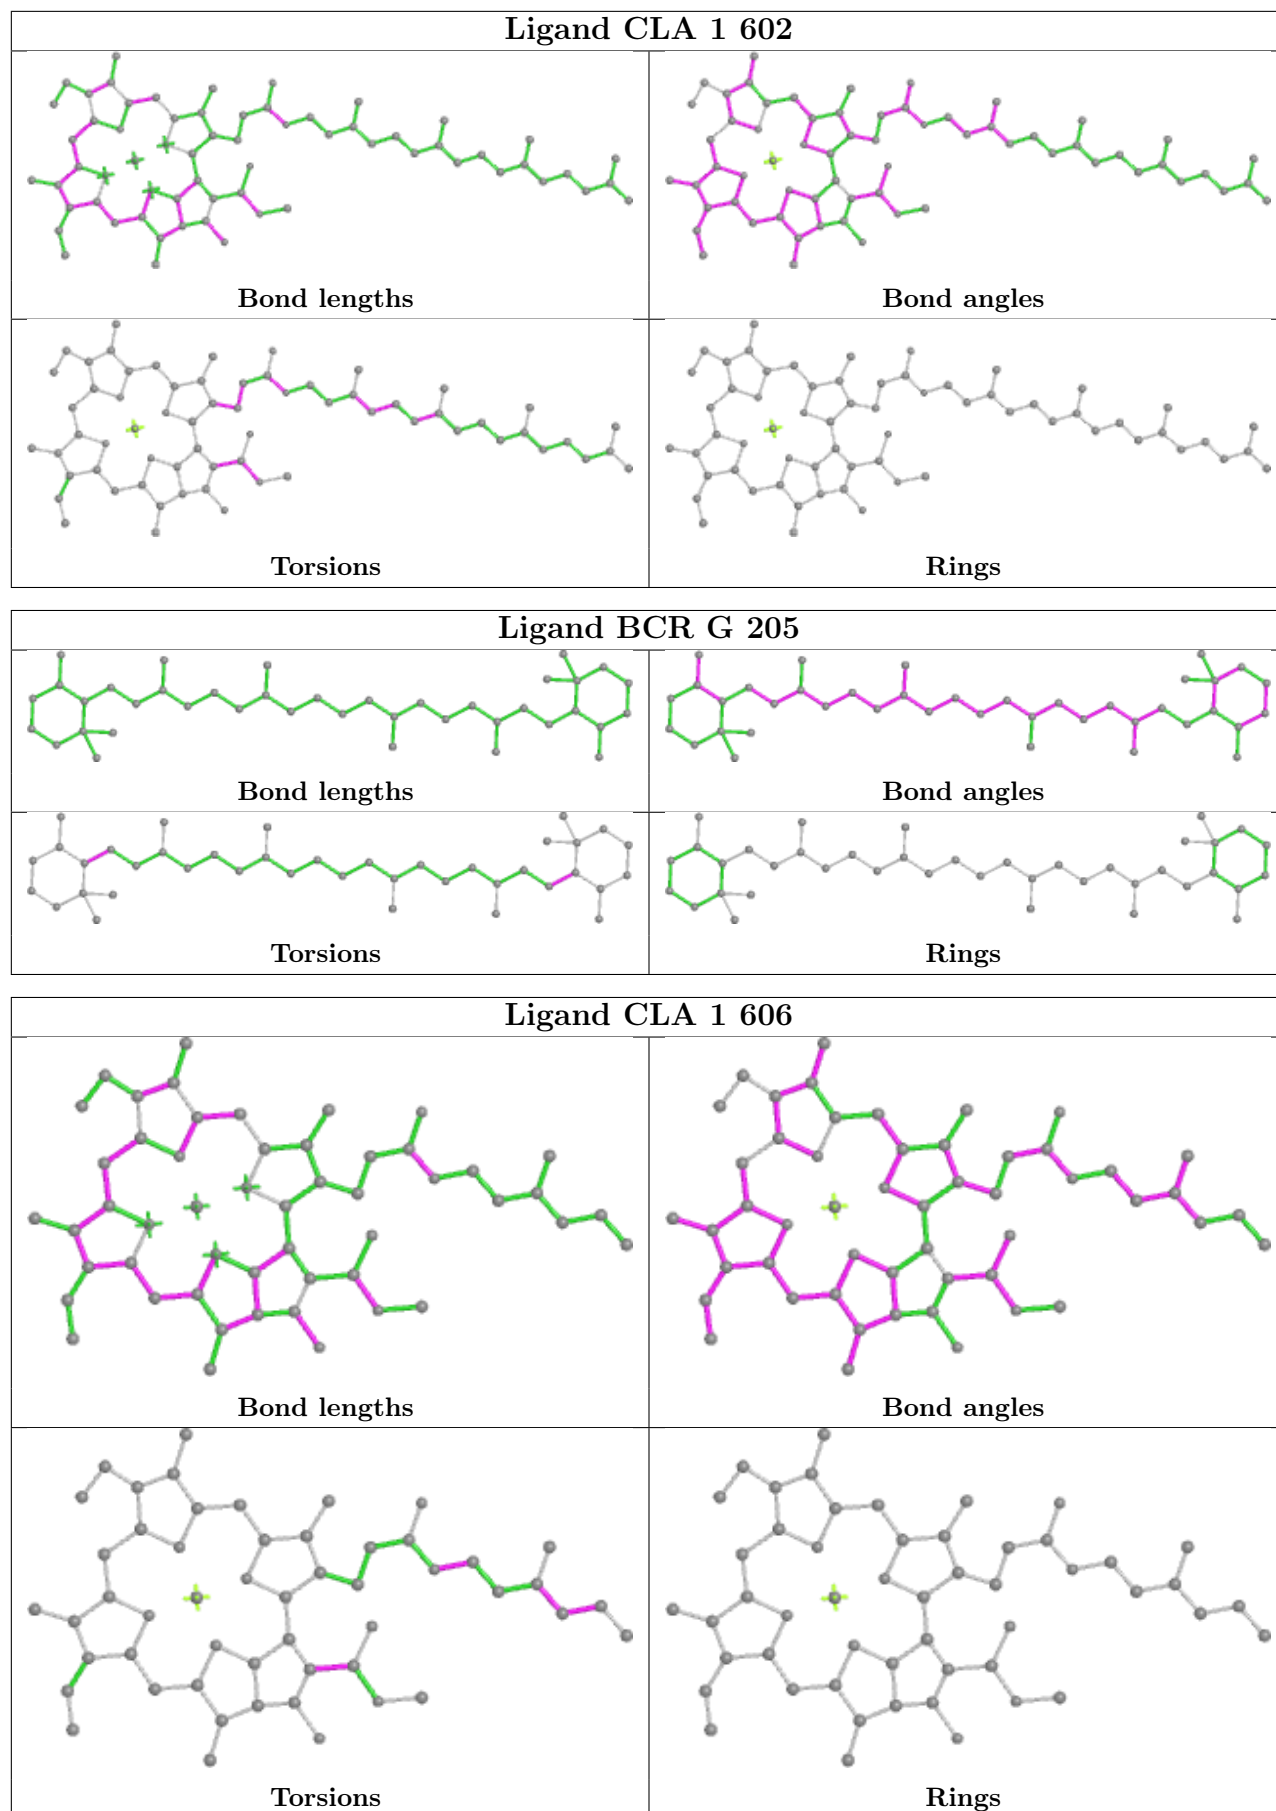 Ligand CLA 1 602
Bond lengths
Bond angles
Torsions
Rings
Ligand BCR G 205
Bond lengths
Bond angles
Torsions
Rings
Ligand CLA 1 606
Bond lengths
Bond angles
Torsions
Rings